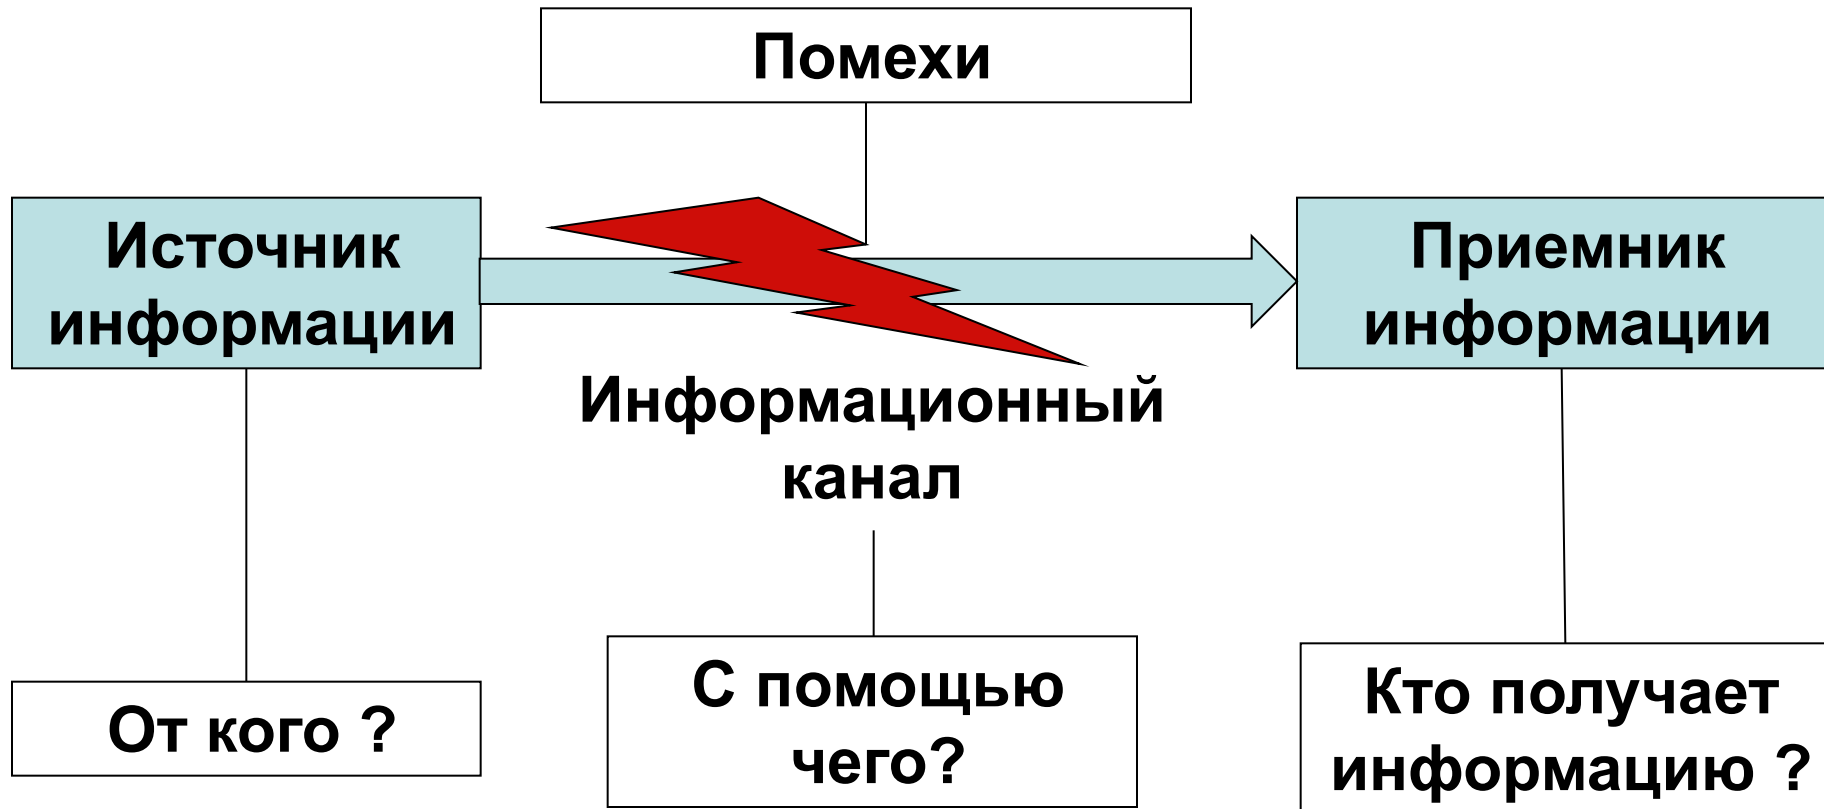 Помехи
Источник
информации
Приемник
информации
Информационный
канал
От кого ?
С помощью
чего?
Кто получает
информацию ?